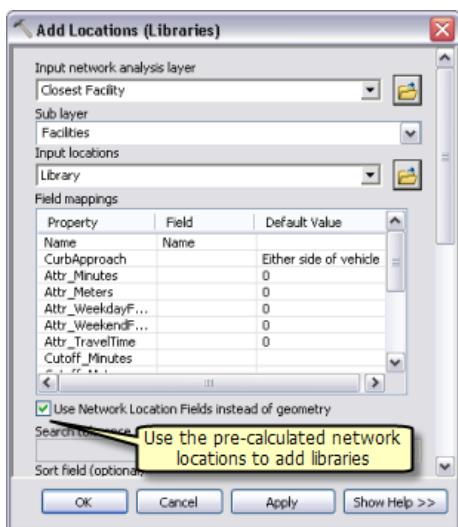 Add Locations (Libraries)
Input network analysis layer
Closest Facility
Sub layer
Facilities
Input locations
Library
Field mappings
Property Field Default Value
Name Name
CurbApproach Either side of vehicle
Attr_Minutes 0
Attr_Meters 0
Attr_WeekdayF... 0
Attr_WeekendF... 0
Attr_TravelTime 0
Cutoff_Minutes
Use Network Location Fields instead of geometry
Search
Use the pre-calculated network
locations to add libraries
Sort field (optional)
OK Cancel Apply Show Help >>